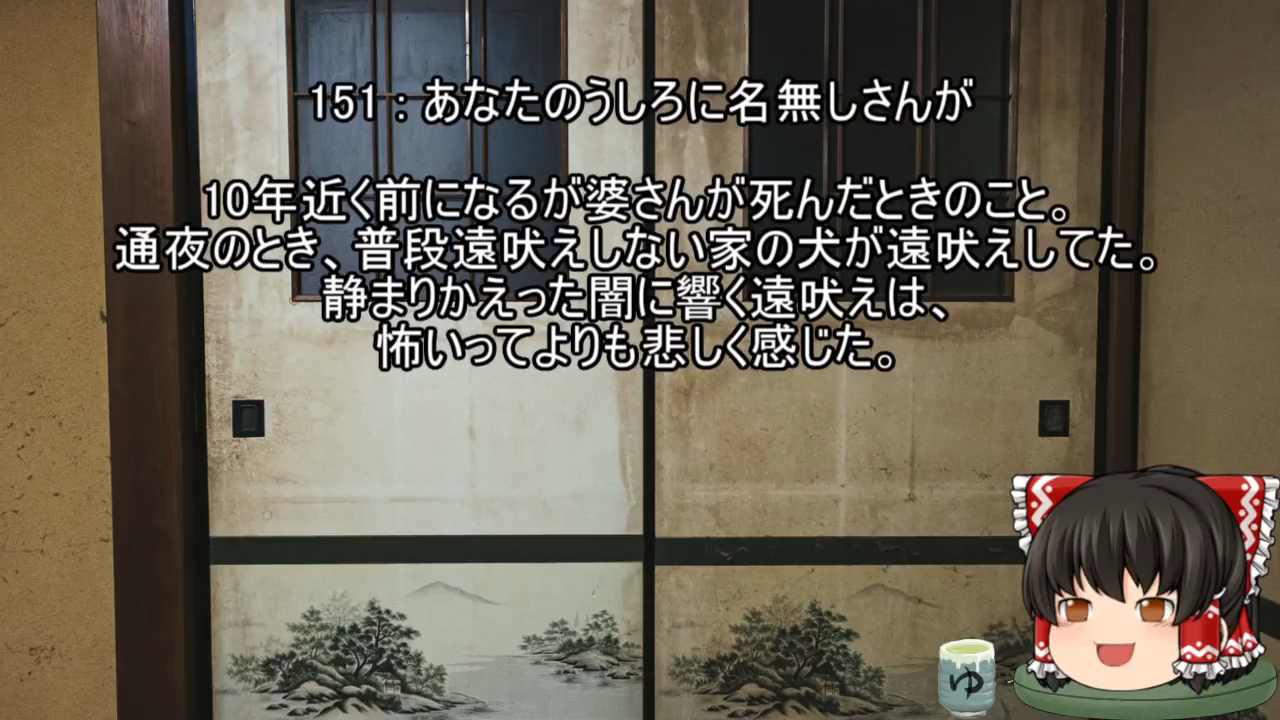 151：あなたのうしろに名無しさんが
10年近く前になるが婆さんが死んだときのこと。
通夜のとき、普段遠吠えしない家の犬が遠吠えしてた。
静まりかえった闇に響く遠吠えは、
怖いってよりも悲しく感じた。
ゆ